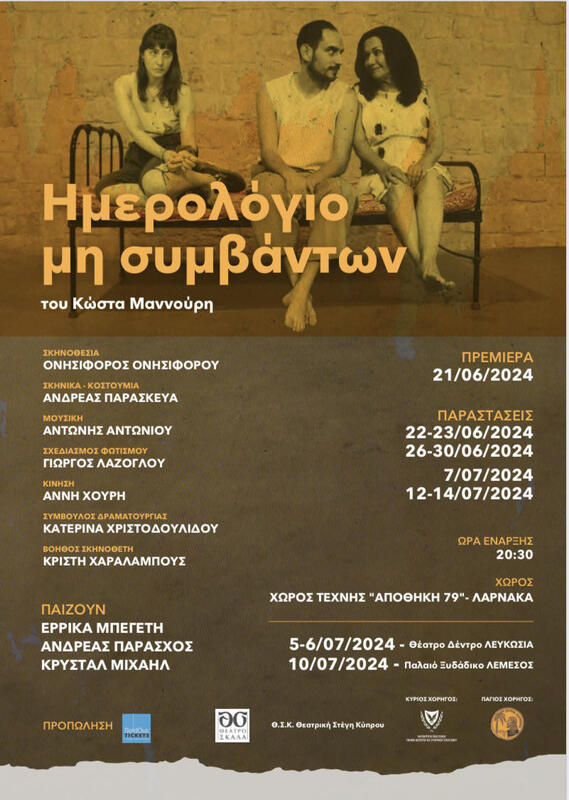 Ημερολόγιο
μη συμβάντων
του Κώστα Μαννούρη
ΣΚΗΝΟΘΕΣΙΑ
ΟΝΗΣΙΦΟΡΟΣ ΟΝΗΣΙΦΟΡΟΥ
ΣΚΗΝΙΚΑ - ΚΟΣΤΟΥΜΙΑ
ΑΝΔΡΕΑΣ ΠΑΡΑΣΚΕΥΑ
ΜΟΥΣΙΚΗ
ΑΝΤΩΝΗΣ ΑΝΤΩΝΙΟΥ
ΣΧΕΔΙΑΣΜΟΣ ΦΩΤΙΣΜΟΥ
ΓΙΩΡΓΟΣ ΛΑΖΟΓΛΟΥ
ΚΙΝΗΣΗ
ΑΝΝΗ ΧΟΥΡΗ
ΣΥΜΒΟΥΛΟΣ ΔΡΑΜΑΤΟΥΡΓΙΑΣ
ΚΑΤΕΡΙΝΑ ΧΡΙΣΤΟΔΟΥΛΙΔΟΥ
ΒΟΗΘΟΣ ΣΚΗΝΟΘΕΤΗ
ΚΡΙΣΤΗ ΧΑΡΑΛΑΜΠΟΥΣ
ΠΑΙΖΟΥΝ
ΕΡΡΙΚΑ ΜΠΕΓΕΤΗ
ΑΝΔΡΕΑΣ ΠΑΡΑΣΧΟΣ
ΚΡΥΣΤΑΛ ΜΙΧΑΗΛ
ΠΡΕΜΙΕΡΑ
21/06/2024
ΠΑΡΑΣΤΑΣΕΙΣ
22-23/06/2024
26-30/06/2024
7/07/2024
12-14/07/2024
ΩΡΑ ΕΝΑΡΞΗΣ
20:30
ΧΩΡΟΣ
ΧΩΡΟΣ ΤΕΧΝΗΣ "ΑΠΟΘΗΚΗ 79"- ΛΑΡΝΑΚΑ
5-6/07/2024 - Θέατρο Δέντρο ΛΕΥΚΩΣΙΑ
10/07/2024 - Παλαιό Ξυδάδικο ΛΕΜΕΣΟΣ
ΠΡΟΠΩΛΗΣΗ
TICKETS
ΘΕΑΤΡΟ
ΣΚΑΛΑ
Θ.Σ.Κ. Θεατρική Στέγη Κύπρου
ΚΥΡΙΟΣ ΧΟΡΗΓΟΣ:
ΠΑΓΙΟΣ ΧΟΡΗΓΟΣ: